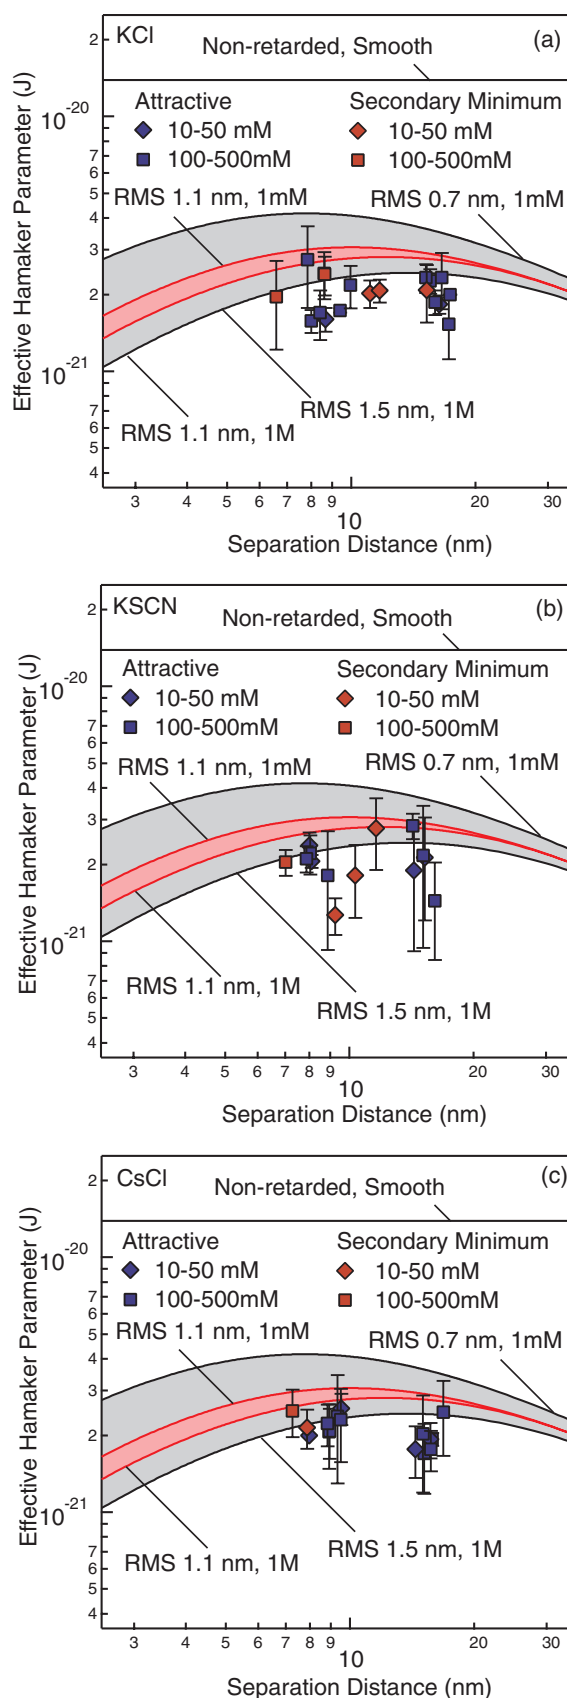 KCl
(a)
Non-retarded, Smooth
Attractive
Secondary Minimum
10-50 mM
10-50 mM
100-500mM
100-500mM
RMS 1.1 nm, 1mM
RMS 0.7 nm, 1mM
RMS 1.5 nm, 1M
RMS 1.1 nm, 1M
Effective Hamaker Parameter (J)
2
10-20
7
6
5
4
3
2
10-21
7
6
5
4
3 4 5 6 7 8 9 10 20 30
Separation Distance (nm)
KSCN
(b)
Non-retarded, Smooth
Attractive
Secondary Minimum
10-50 mM
10-50 mM
100-500mM
100-500mM
RMS 0.7 nm, 1mM
RMS 1.1 nm, 1mM
RMS 1.1 nm, 1M
RMS 1.5 nm, 1M
Effective Hamaker Parameter (J)
2
10-20
7
6
5
4
3
2
10-21
7
6
5
4
3 4 5 6 7 8 9 10 20 30
Separation Distance (nm)
CsCl
(c)
Non-retarded, Smooth
Attractive
Secondary Minimum
10-50 mM
10-50 mM
100-500mM
100-500mM
RMS 1.1 nm, 1mM
RMS 0.7 nm, 1mM
RMS 1.5 nm, 1M
RMS 1.1 nm, 1M
Effective Hamaker Parameter (J)
2
10-20
7
6
5
4
3
2
10-21
7
6
5
4
3 4 5 6 7 8 9 10 20 30
Separation Distance (nm)